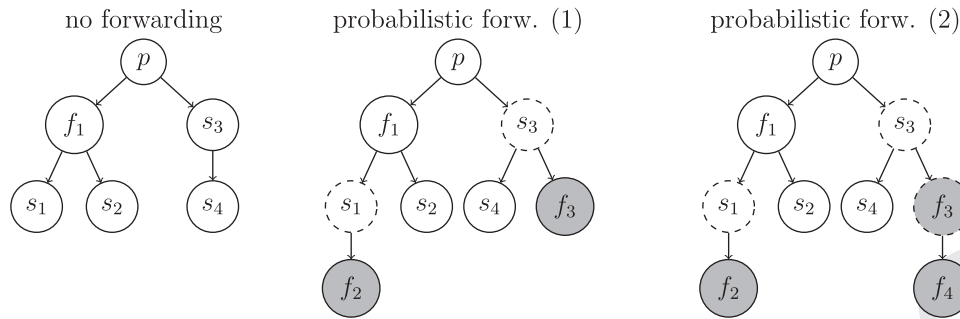 no forwarding
p
f₁ s₃
s₁ s₂ s₄
probabilistic forw. (1)
p
f₁ s₃
s₁ s₂ s₄ f₃
f₂
probabilistic forw. (2)
p
f₁ s₃
s₁ s₂ s₄ f₃
f₂ f₄